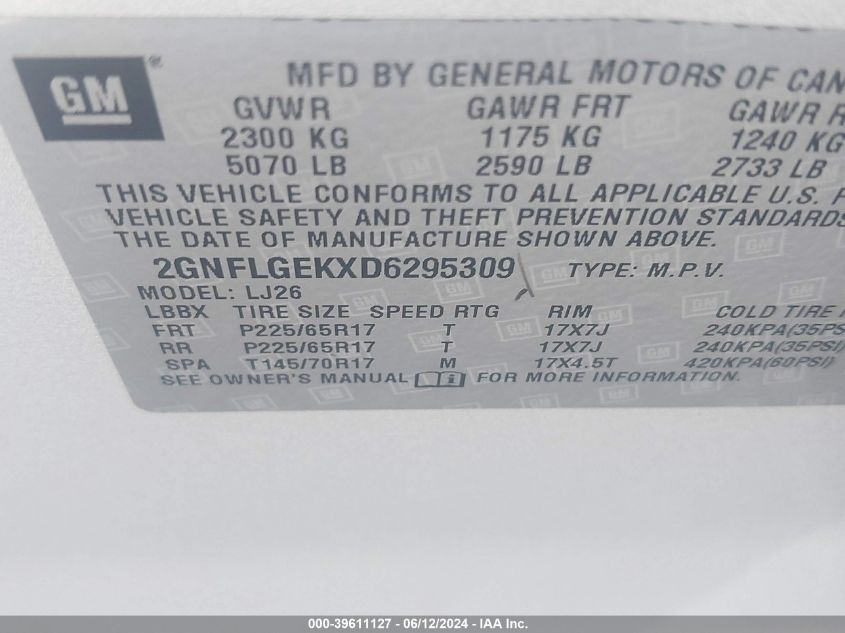 GM®
MFD BY GENERAL MOTORS OF CAN
GVWR GAWR FRT GAWR R
2300 KG 1175 KG 1240 KG
5070 LB 2590 LB 2733 LB
THIS VEHICLE CONFORMS TO ALL APPLICABLE U.S. F
VEHICLE SAFETY AND THEFT PREVENTION STANDARDS
THE DATE OF MANUFACTURE SHOWN ABOVE.
2GNFLGEKXD6295309 TYPE: M.P.V.
MODEL: LJ26
LBBX TIRE SIZE SPEED RTG RIM COLD TIRE
FRT P225/65R17 T 17X7J 240KPA(35PSI
RR P225/65R17 T 17X7J 240KPA(35PSI)
SPA T145/70R17 M 17X4.5T 420KPA(60PSI)
SEE OWNER'S MANUAL FOR MORE INFORMATION.
000-39611127 - 06/12/2024 - IAA Inc.